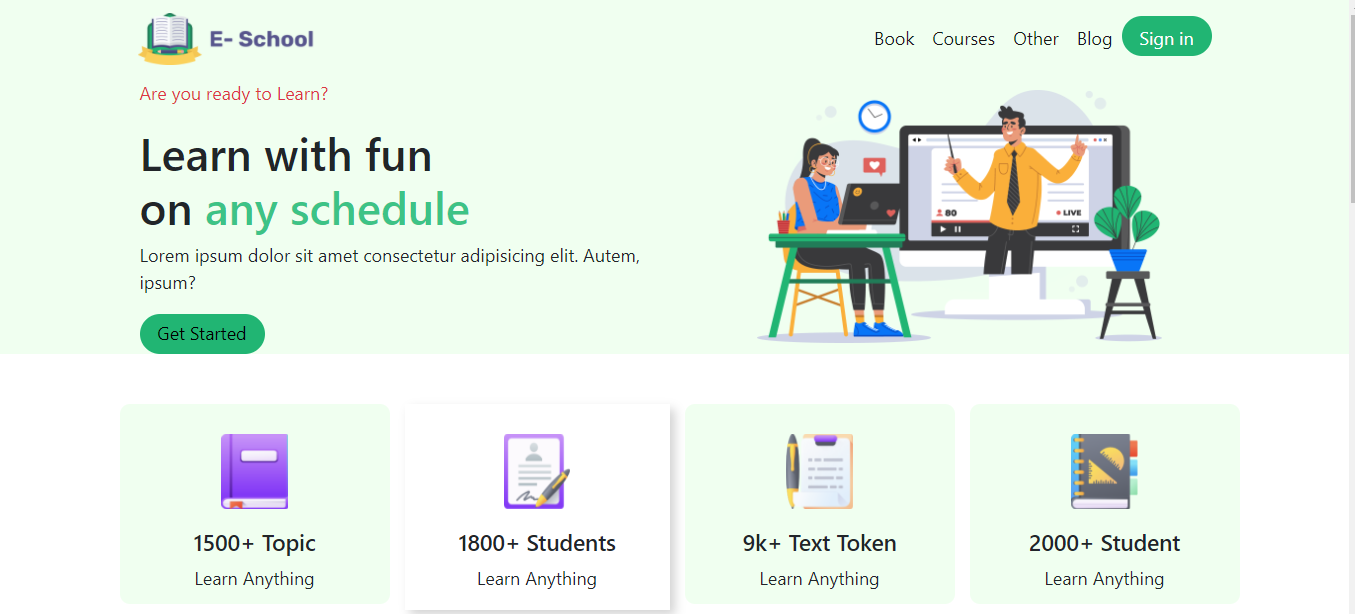 E- School
Book Courses Other Blog Sign in
Are you ready to Learn?
Learn with fun
on any schedule
Lorem ipsum dolor sit amet consectetur adipisicing elit. Autem,
ipsum?
Get Started
80
LIVE
1500+ Topic
Learn Anything
1800+ Students
Learn Anything
9k+ Text Token
Learn Anything
2000+ Student
Learn Anything